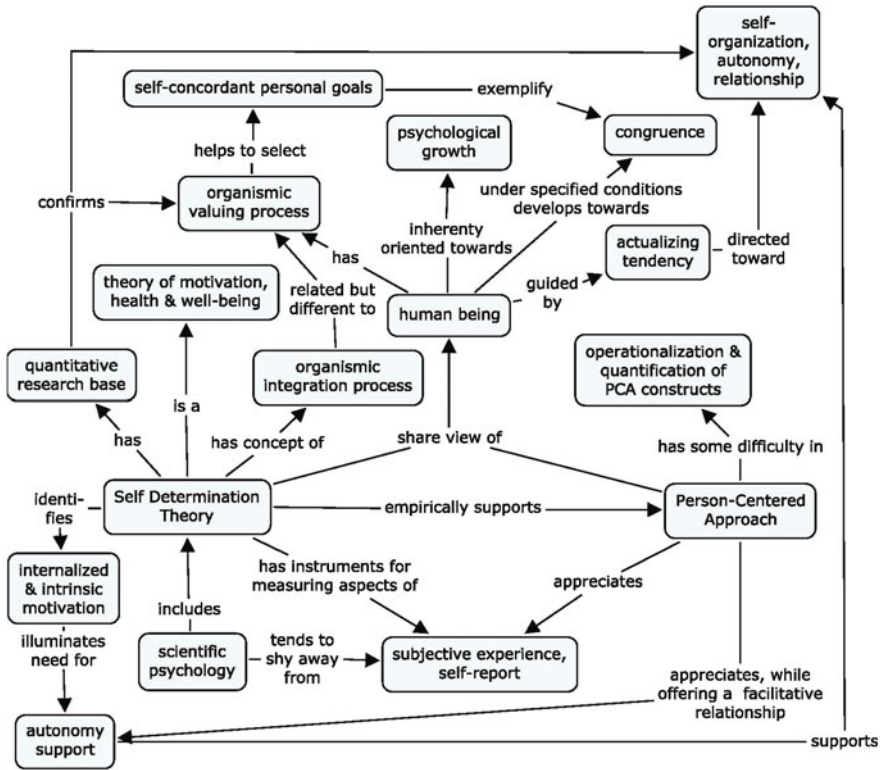 self-
organization,
autonomy,
relationship
self-concordant personal goals
exemplify
psychological
growth
congruence
helps to select
confirms
organismic
valuing process
under specified conditions
develops towards
inherenty
oriented towards
has
actualizing
tendency
directed
toward
theory of motivation,
health & well-being
related but
different to
human being
guided
by
quantitative
research base
organismic
integration process
operationalization &
quantification of
PCA constructs
is a
has
has concept of
share view of
has some difficulty in
identi-
fies
Self Determination
Theory
empirically supports
Person-Centered
Approach
internalized
& intrinsic
motivation
has instruments for
measuring aspects of
appreciates
includes
illuminates
need for
scientific
psychology
tends to
shy away
from
subjective experience,
self-report
appreciates, while
offering a facilitative
relationship
autonomy
support
supports